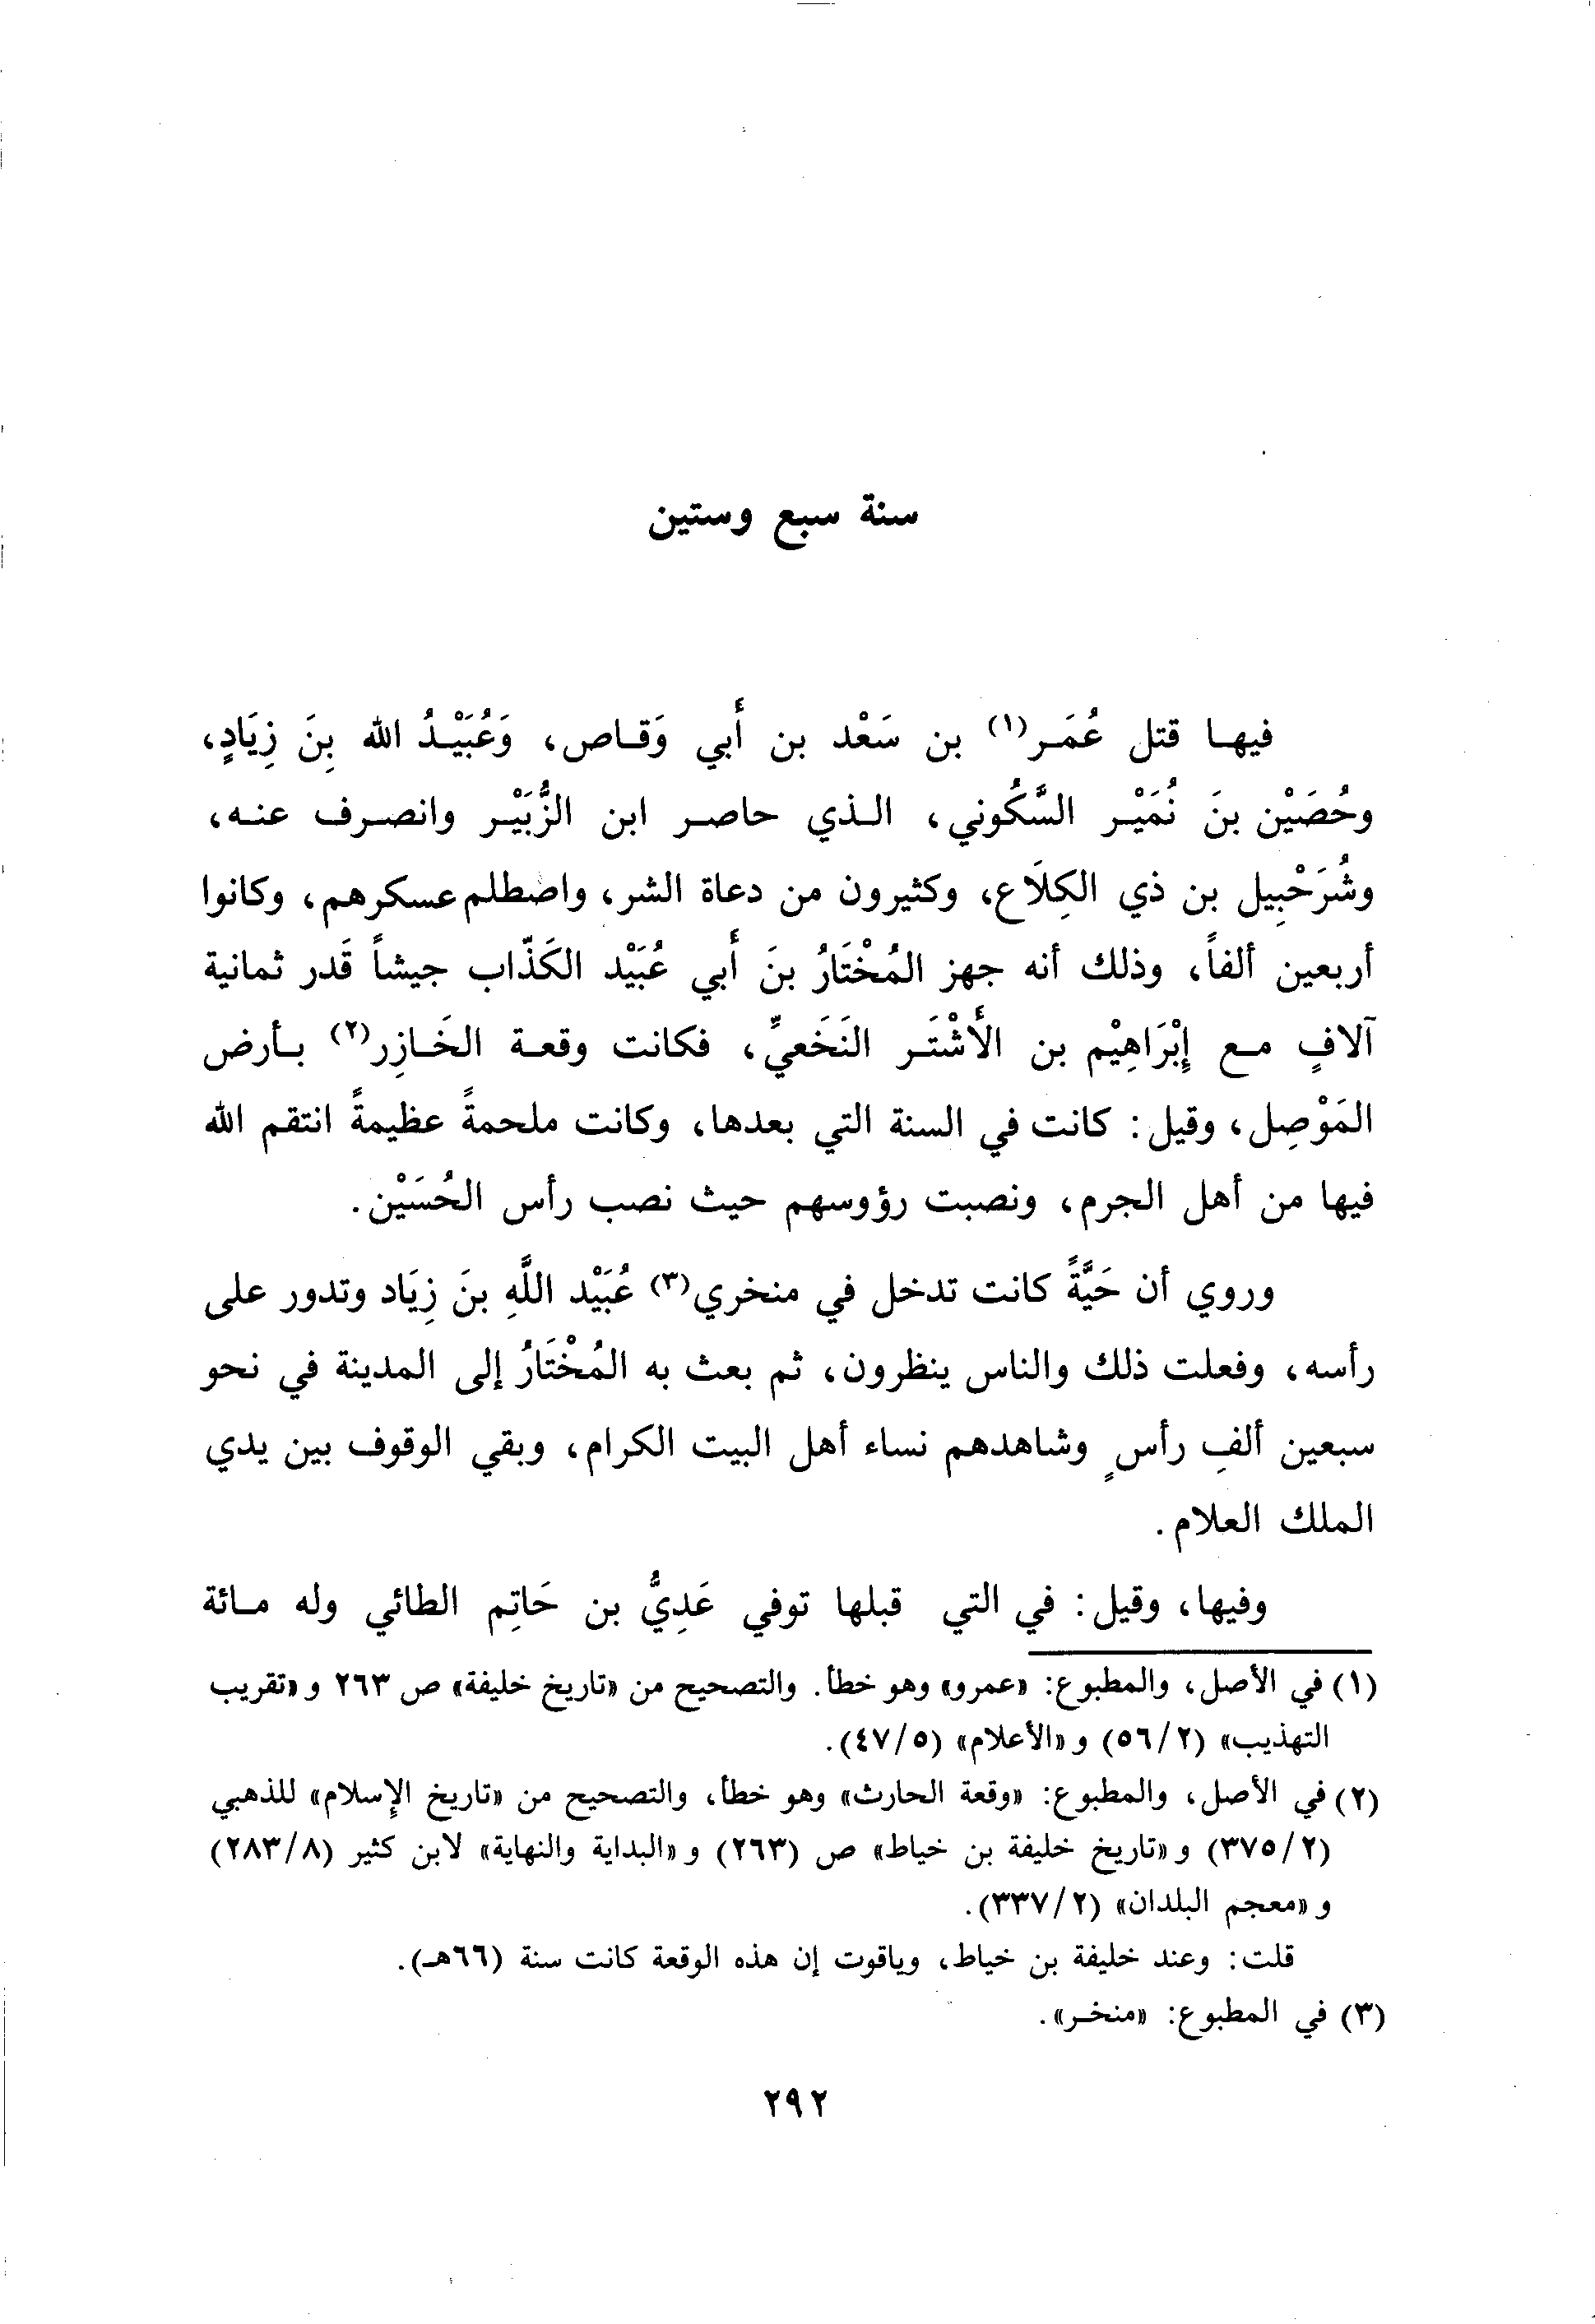 سنة سبع وستين
فيها قتل عُمَر(١) بن سَعْد بن أَبي وَقاص، وَعُبَيْدُ الله بِنَ زِيَادٍ،
وحُصَيْن بنَ نُمَيْر السَّكُوني، الذي حاصر ابن الزُّبَيْر وانصرف عنه،
وشُرَحْبِيل بن ذي الكِلَاع، وكثيرون من دعاة الشر، واصْطلم عسكرهم، وكانوا
أربعين ألفاً، وذلك أنه جهز المُخْتَارُ بنَ أَبي عُبَيْد الكَذّاب جيشاً قَدر ثمانية
آلافٍ مع إِبْرَاهِيْم بن الأَشْتَر النَخَعيِّ، فكانت وقعة الخَازِر(٢) بأرض
المَوْصِل، وقيل: كانت في السنة التي بعدها، وكانت ملحمةً عظيمةً انتقم الله
فيها من أهل الجرم، ونصبت رؤوسهم حيث نصب رأس الحُسَيْن.
وروي أن حَيَّةً كانت تدخل في منخري(٣) عُبَيْد اللَّهِ بنَ زِيَاد وتدور على
رأسه، وفعلت ذلك والناس ينظرون، ثم بعث به المُخْتَارُ إلى المدينة في نحو
سبعين ألفِ رأسٍ وشاهدهم نساء أهل البيت الكرام، وبقي الوقوف بين يدي
الملك العلام.
وفيها، وقيل: في التي قبلها توفي عَدِيُّ بن حَاتِم الطائي وله مائة
(١) في الأصل، والمطبوع: «عمرو» وهو خطأ. والتصحيح من «تاريخ خليفة» ص ٢٦٣ و «تقريب
التهذيب» (٥٦/٢) و «الأعلام» (٤٧/٥).
(٢) في الأصل، والمطبوع: «وقعة الحارث» وهو خطأ، والتصحيح من «تاريخ الإسلام» للذهبي
(٣٧٥/٢) و «تاريخ خليفة بن خياط» ص (٢٦٣) و «البداية والنهاية» لابن كثير (٢٨٣/٨)
و «معجم البلدان» (٣٣٧/٢).
قلت: وعند خليفة بن خياط، وياقوت إن هذه الوقعة كانت سنة (٦٦هـ).
(٣) في المطبوع: «منخر».
٢٩٢